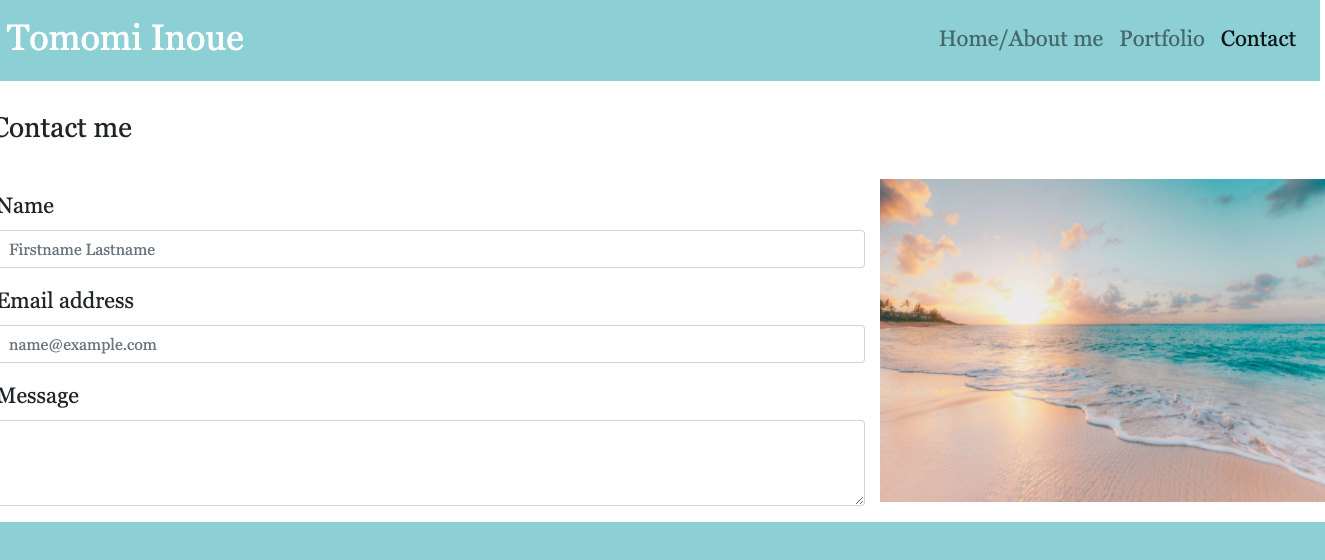 Tomomi Inoue
Home/About me Portfolio Contact
Contact me
Name
Firstname Lastname
Email address
name@example.com
Message